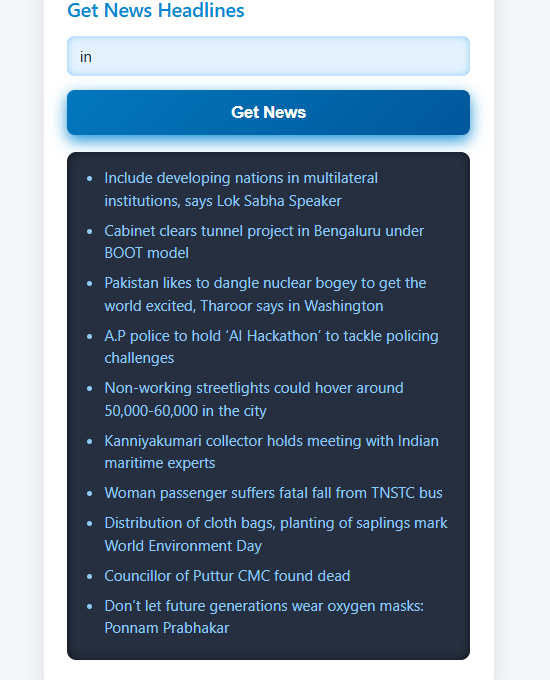 Get News Headlines
in
Get News
Include developing nations in multilateral
institutions, says Lok Sabha Speaker
Cabinet clears tunnel project in Bengaluru under
BOOT model
Pakistan likes to dangle nuclear bogey to get the
world excited, Tharoor says in Washington
A.P police to hold ‘AI Hackathon’ to tackle policing
challenges
Non-working streetlights could hover around
50,000-60,000 in the city
Kanniyakumari collector holds meeting with Indian
maritime experts
Woman passenger suffers fatal fall from TNSTC bus
Distribution of cloth bags, planting of saplings mark
World Environment Day
Councillor of Puttur CMC found dead
Don’t let future generations wear oxygen masks:
Ponnam Prabhakar